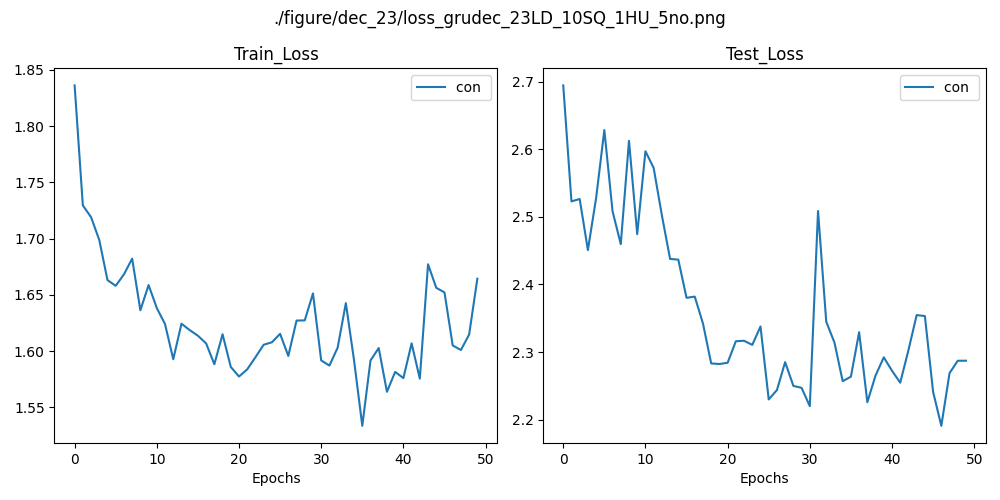 ./figure/dec_23/loss_grudec_23LD_10SQ_1HU_5no.png
Train_Loss
1.85
1.80
1.75
1.70
1.65
1.60
1.55
0 10 20 30 40 50
Epochs
con
Test_Loss
2.7
2.6
2.5
2.4
2.3
2.2
0 10 20 30 40 50
Epochs
con